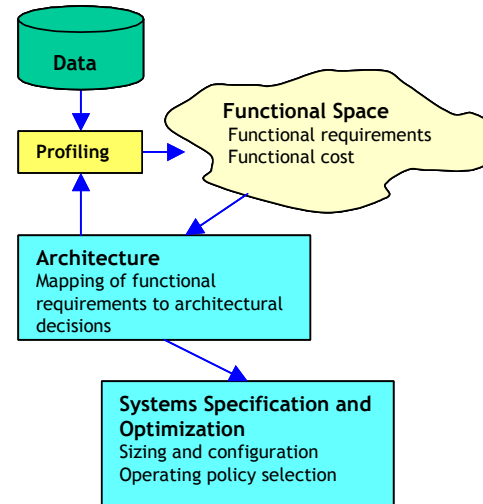 Data
Profiling
Functional Space
Functional requirements
Functional cost
Architecture
Mapping of functional
requirements to architectural
decisions
Systems Specification and
Optimization
Sizing and configuration
Operating policy selection